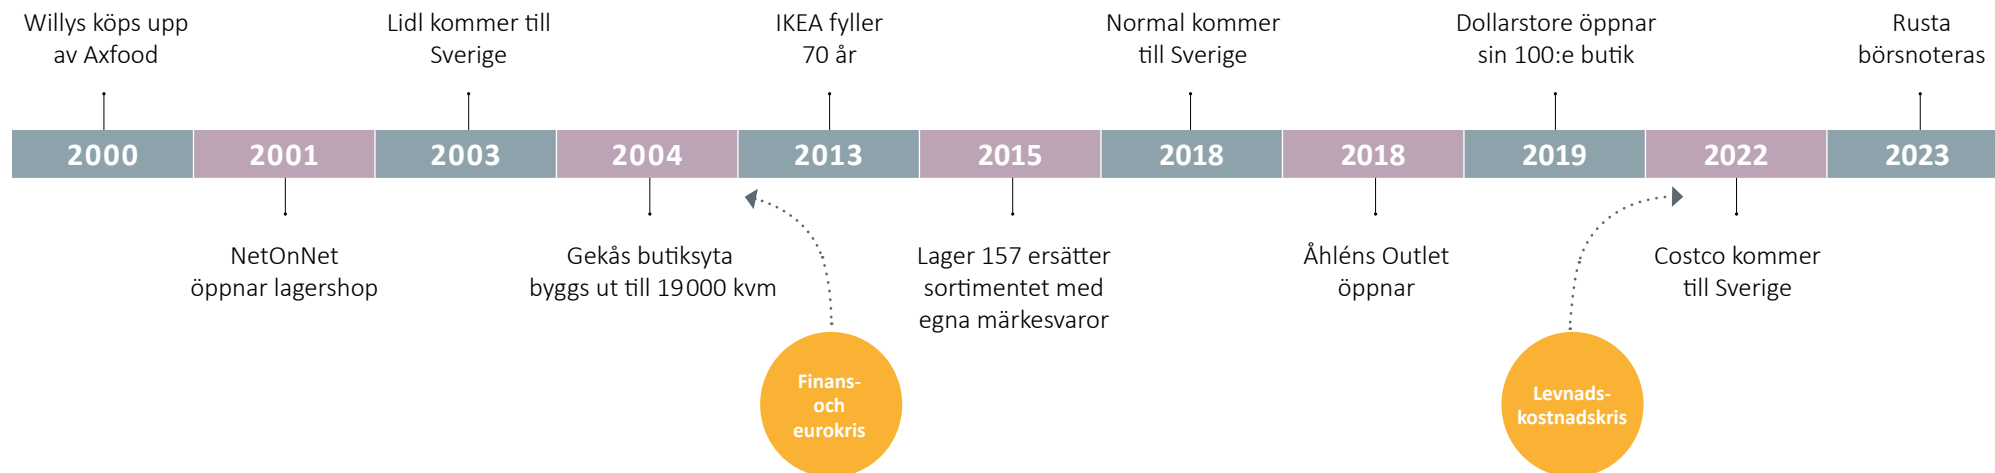 Willys köps upp
av Axfood
Lidl kommer till
Sverige
IKEA fyller
70 år
Normal kommer
till Sverige
Dollarstore öppnar
sin 100:e butik
Rusta
börsnoteras
2000
2001
2003
2004
2013
2015
2018
2018
2019
2022
2023
NetOnNet
öppnar lagershop
Gekås butiksyta
byggs ut till 19 000 kvm
Lager 157 ersätter
sortimentet med
egna märkesvaror
Åhléns Outlet
öppnar
Costco kommer
till Sverige
Finans-
och
eurokris
Levnads-
kostnadskris